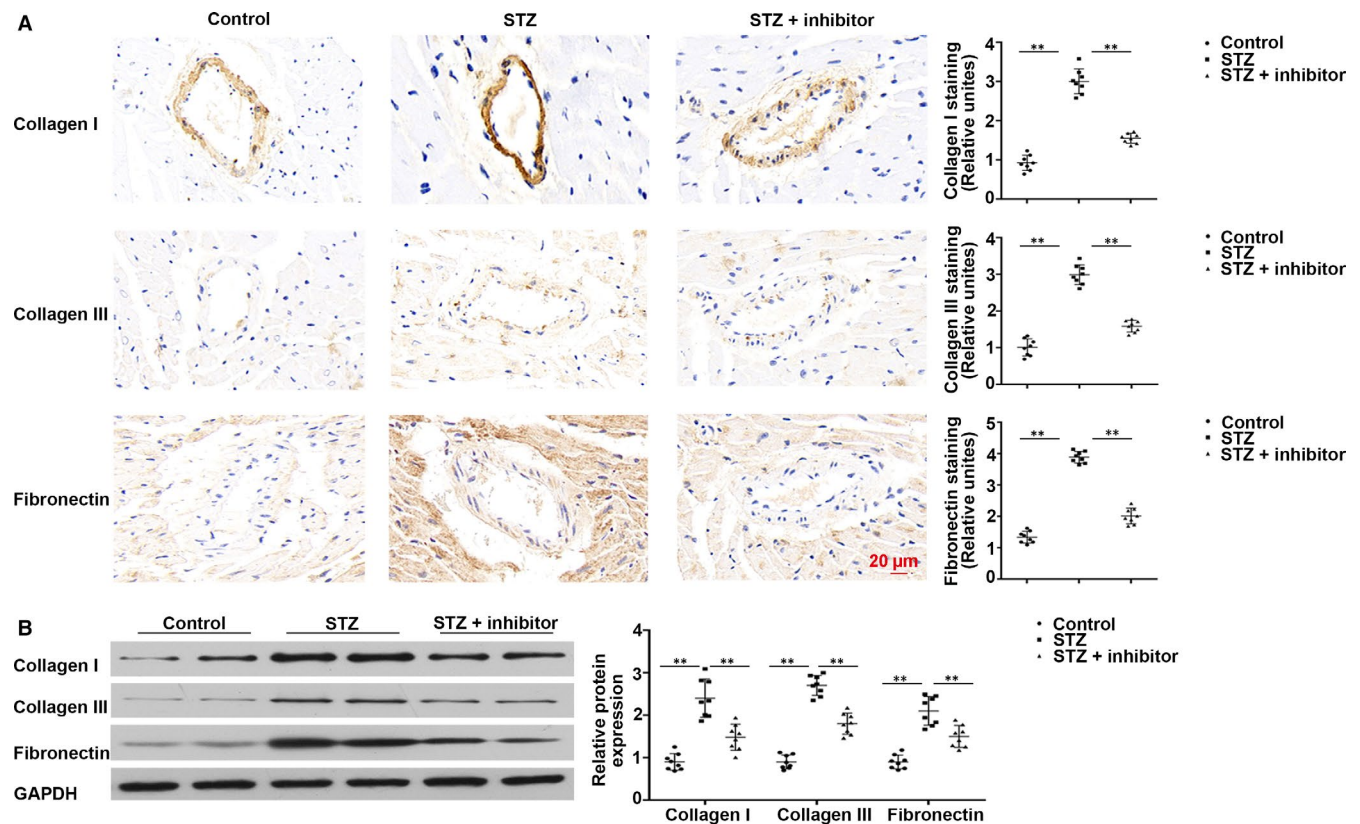 A
Control
STZ
STZ + inhibitor
Collagen I
Collagen I staining
(Relative unites)
4
3
2
1
0
**
**
Control
STZ
STZ + inhibitor
Collagen III
Collagen III staining
(Relative unites)
4
3
2
1
0
**
**
Control
STZ
STZ + inhibitor
Fibronectin
20 µm
Fibronectin staining
(Relative unites)
5
4
3
2
1
0
**
**
Control
STZ
STZ + inhibitor
B
Control
STZ
STZ + inhibitor
Collagen I
Collagen III
Fibronectin
GAPDH
Relative protein
expression
4
3
2
1
0
**
**
**
**
**
**
Collagen I
Collagen III
Fibronectin
Control
STZ
STZ + inhibitor